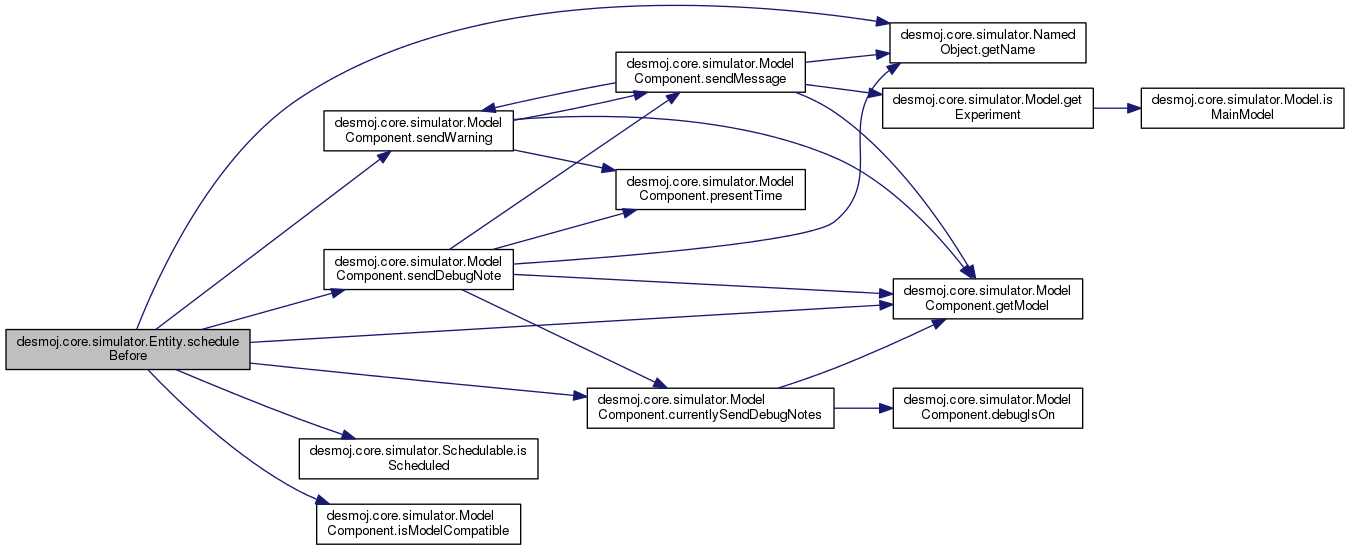 desmoj.core.simulator.Named
Object.getName
desmoj.core.simulator.Model
Component.sendMessage
desmoj.core.simulator.Model.get
Experiment
desmoj.core.simulator.Model.is
MainModel
desmoj.core.simulator.Model
Component.sendWarning
desmoj.core.simulator.Model
Component.presentTime
desmoj.core.simulator.Model
Component.sendDebugNote
desmoj.core.simulator.Model
Component.getModel
desmoj.core.simulator.Entity.schedule
Before
desmoj.core.simulator.Model
Component.currentlySendDebugNotes
desmoj.core.simulator.Model
Component.debugIsOn
desmoj.core.simulator.Schedulable.is
Scheduled
desmoj.core.simulator.Model
Component.isModelCompatible